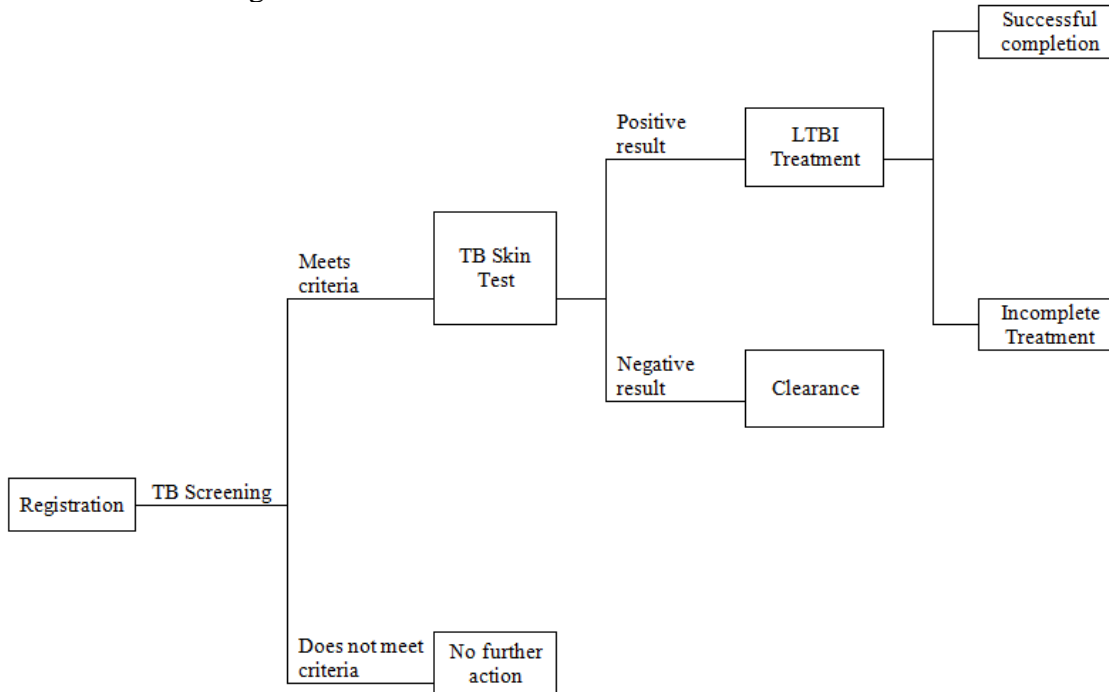 Successful
completion
Positive
result
LTBI
Treatment
Meets
criteria
TB Skin
Test
Incomplete
Treatment
Negative
result
Clearance
Registration
TB Screening
Does not meet
criteria
No further
action